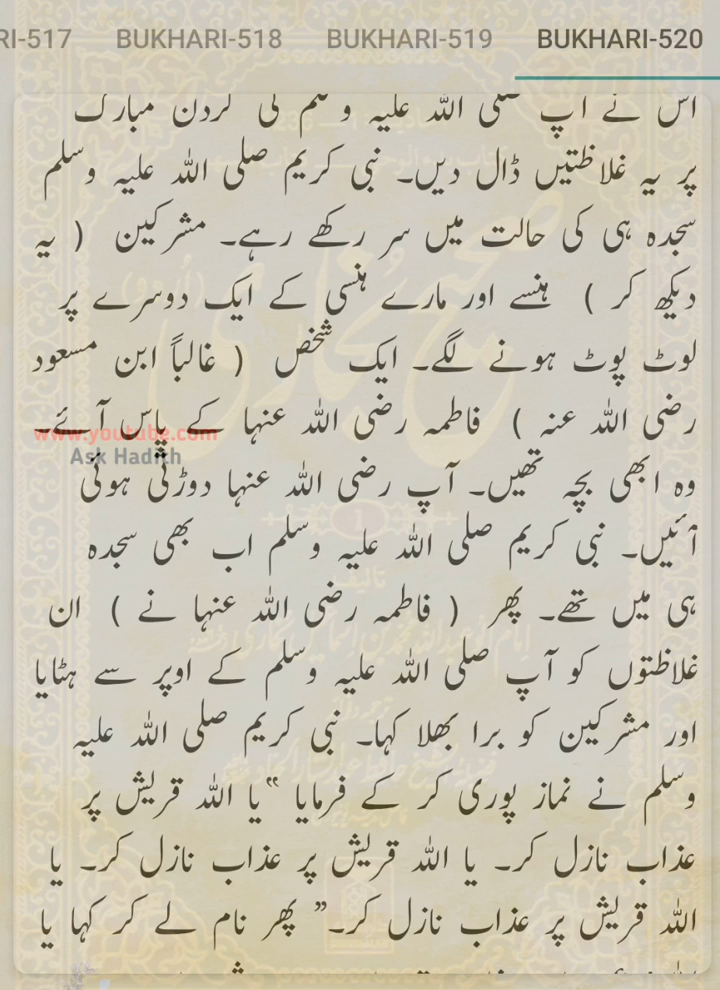 RI-517 BUKHARI-518 BUKHARI-519 BUKHARI-520
اس نے آپ صلی اللہ علیہ وسلم کی گردن مبارک
پر یہ غلاظتیں ڈال دیں۔ نبی کریم صلی اللہ علیہ وسلم
سجدہ ہی کی حالت میں سر رکھے رہے۔ مشرکین ( یہ
دیکھ کر ) ہنسے اور مارے ہنسی کے ایک دوسرے پر
لوٹ پوٹ ہونے لگے۔ ایک شخص ( غالباً ابن مسعود
رضی اللہ عنہ ) فاطمہ رضی اللہ عنہا کے پاس آئے۔
www.youtube.com
Ask Hadith
وہ ابھی بچہ تھیں۔ آپ رضی اللہ عنہا دوڑتی ہوئی
آئیں۔ نبی کریم صلی اللہ علیہ وسلم اب بھی سجدہ
ہی میں تھے۔ پھر ( فاطمہ رضی اللہ عنہا نے ) ان
غلاظتوں کو آپ صلی اللہ علیہ وسلم کے اوپر سے ہٹایا
اور مشرکین کو برا بھلا کہا۔ نبی کریم صلی اللہ علیہ
وسلم نے نماز پوری کر کے فرمایا ”یا اللہ قریش پر
عذاب نازل کر۔ یا اللہ قریش پر عذاب نازل کر۔ یا
اللہ قریش پر عذاب نازل کر۔“ پھر نام لے کر کہا یا